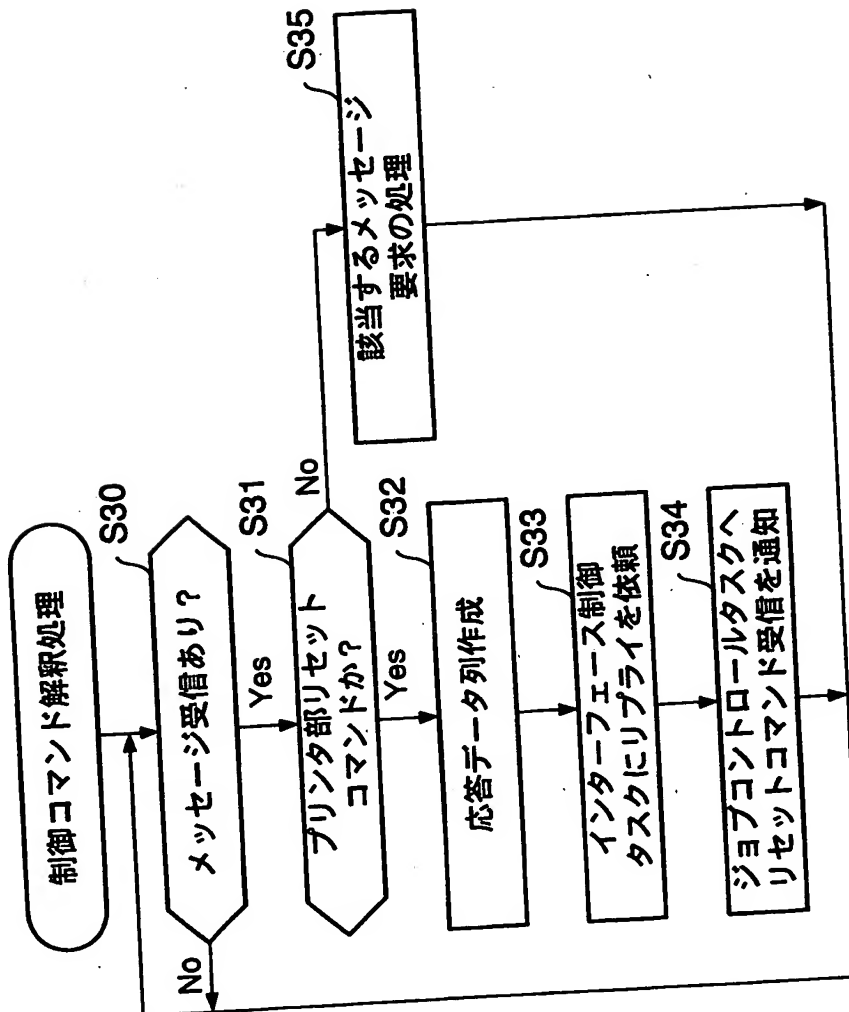 制御コマンド解釈処理
S30
メッセージ受信あり？
No
Yes
S31
プリンタ部リセット
コマンドか？
No
Yes
S35
該当するメッセージ
要求の処理
S32
応答データ列作成
S33
インターフェース制御
タスクにリプライを依頼
S34
ジョブコントロールタスクへ
リセットコマンド受信を通知